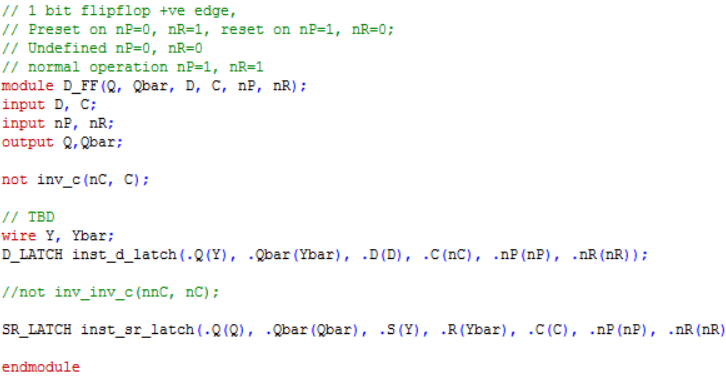 // 1 bit flipflop +ve edge,
// Preset on nP=0, nR=1, reset on nP=1, nR=0;
// Undefined nP=0, nR=0
// normal operation nP=1, nR=1
module D_FF(Q, Qbar, D, C, nP, nR);
input D, C;
input nP, nR;
output Q,Qbar;
not inv_c(nC, C);
// TBD
wire Y, Ybar;
D_LATCH inst_d_latch(.Q(Y), .Qbar(Ybar), .D(D), .C(nC), .nP(nP), .nR(nR));
//not inv_inv_c(nnC, nC);
SR_LATCH inst_sr_latch(.Q(Q), .Qbar(Qbar), .S(Y), .R(Ybar), .C(C), .nP(nP), .nR(nR)
endmodule